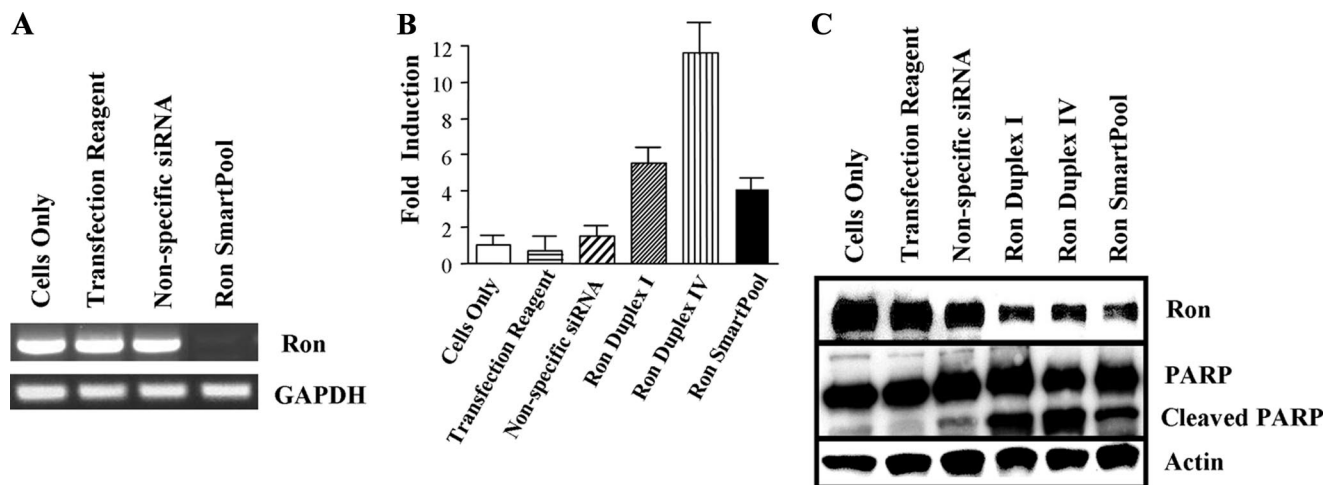 A
Cells Only
Transfection Reagent
Non-specific siRNA
Ron SmartPool
Ron
GAPDH
B
Fold Induction
12
10
8
6
4
2
0
Cells Only
Transfection Reagent
Non-specific siRNA
Ron Duplex I
Ron Duplex IV
Ron SmartPool
C
Cells Only
Transfection Reagent
Non-specific siRNA
Ron Duplex I
Ron Duplex IV
Ron SmartPool
Ron
PARP
Cleaved PARP
Actin